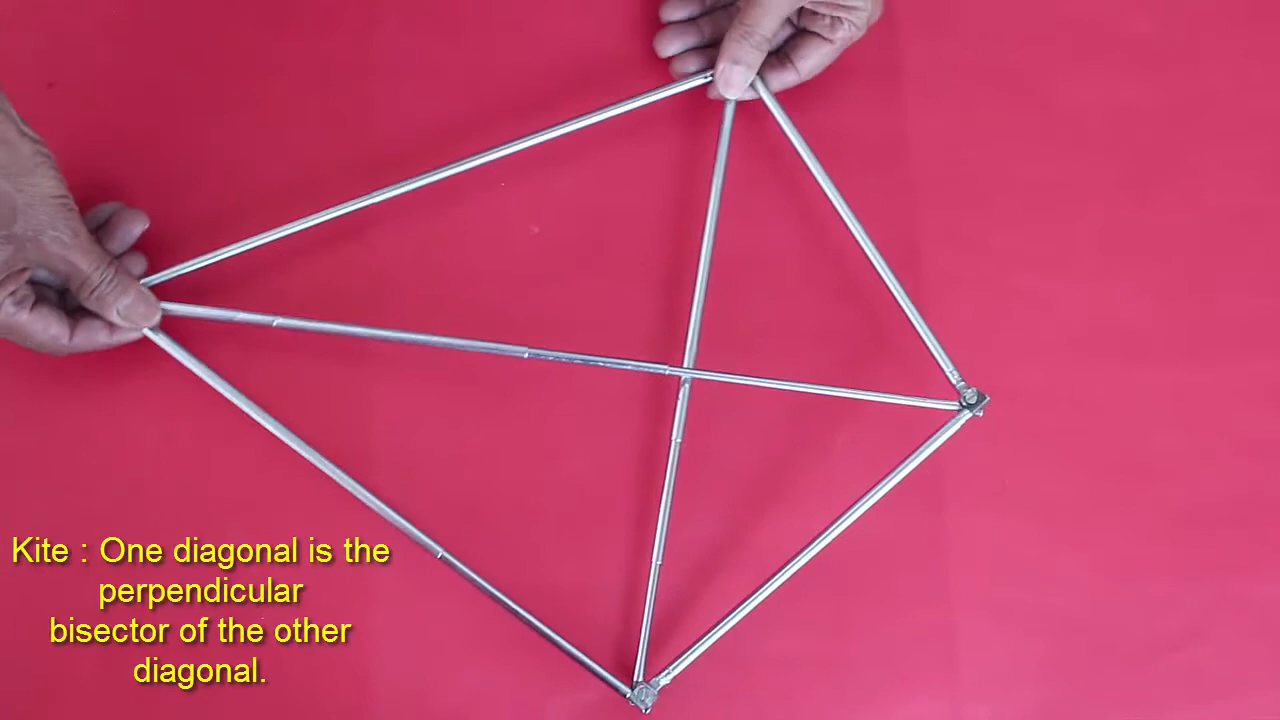 Kite : One diagonal is the
perpendicular
bisector of the other
diagonal.